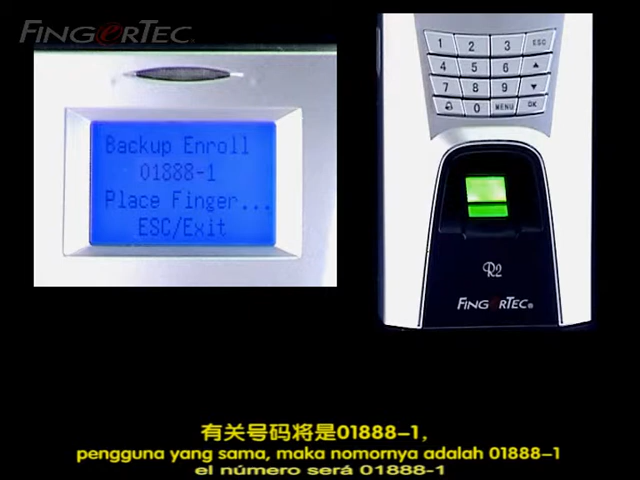 FINGERTEC
Backup Enroll
01888-1
Place Finger...
ESC/Exit
1 2 3 ESC
4 5 6 ▲
7 8 9 ▼
0 MENU OK
R2
FINGERTEC®
有关号码将是01888-1,
pengguna yang sama, maka nomornya adalah 01888-1
el número será 01888-1